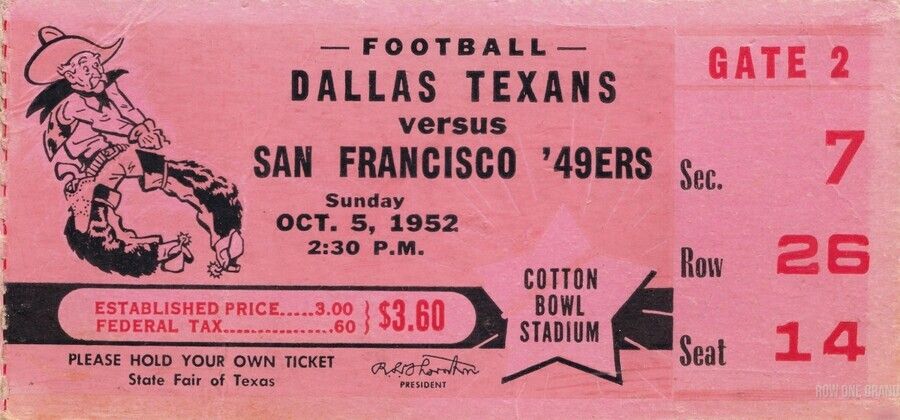 — FOOTBALL —
DALLAS TEXANS
versus
SAN FRANCISCO '49ERS
Sunday
OCT. 5, 1952
2:30 P.M.
ESTABLISHED PRICE.....3.00
FEDERAL TAX..................60
} $3.60
COTTON
BOWL
STADIUM
PLEASE HOLD YOUR OWN TICKET
State Fair of Texas
PRESIDENT
GATE 2
Sec. 7
Row 26
Seat 14
ROW ONE BRAND